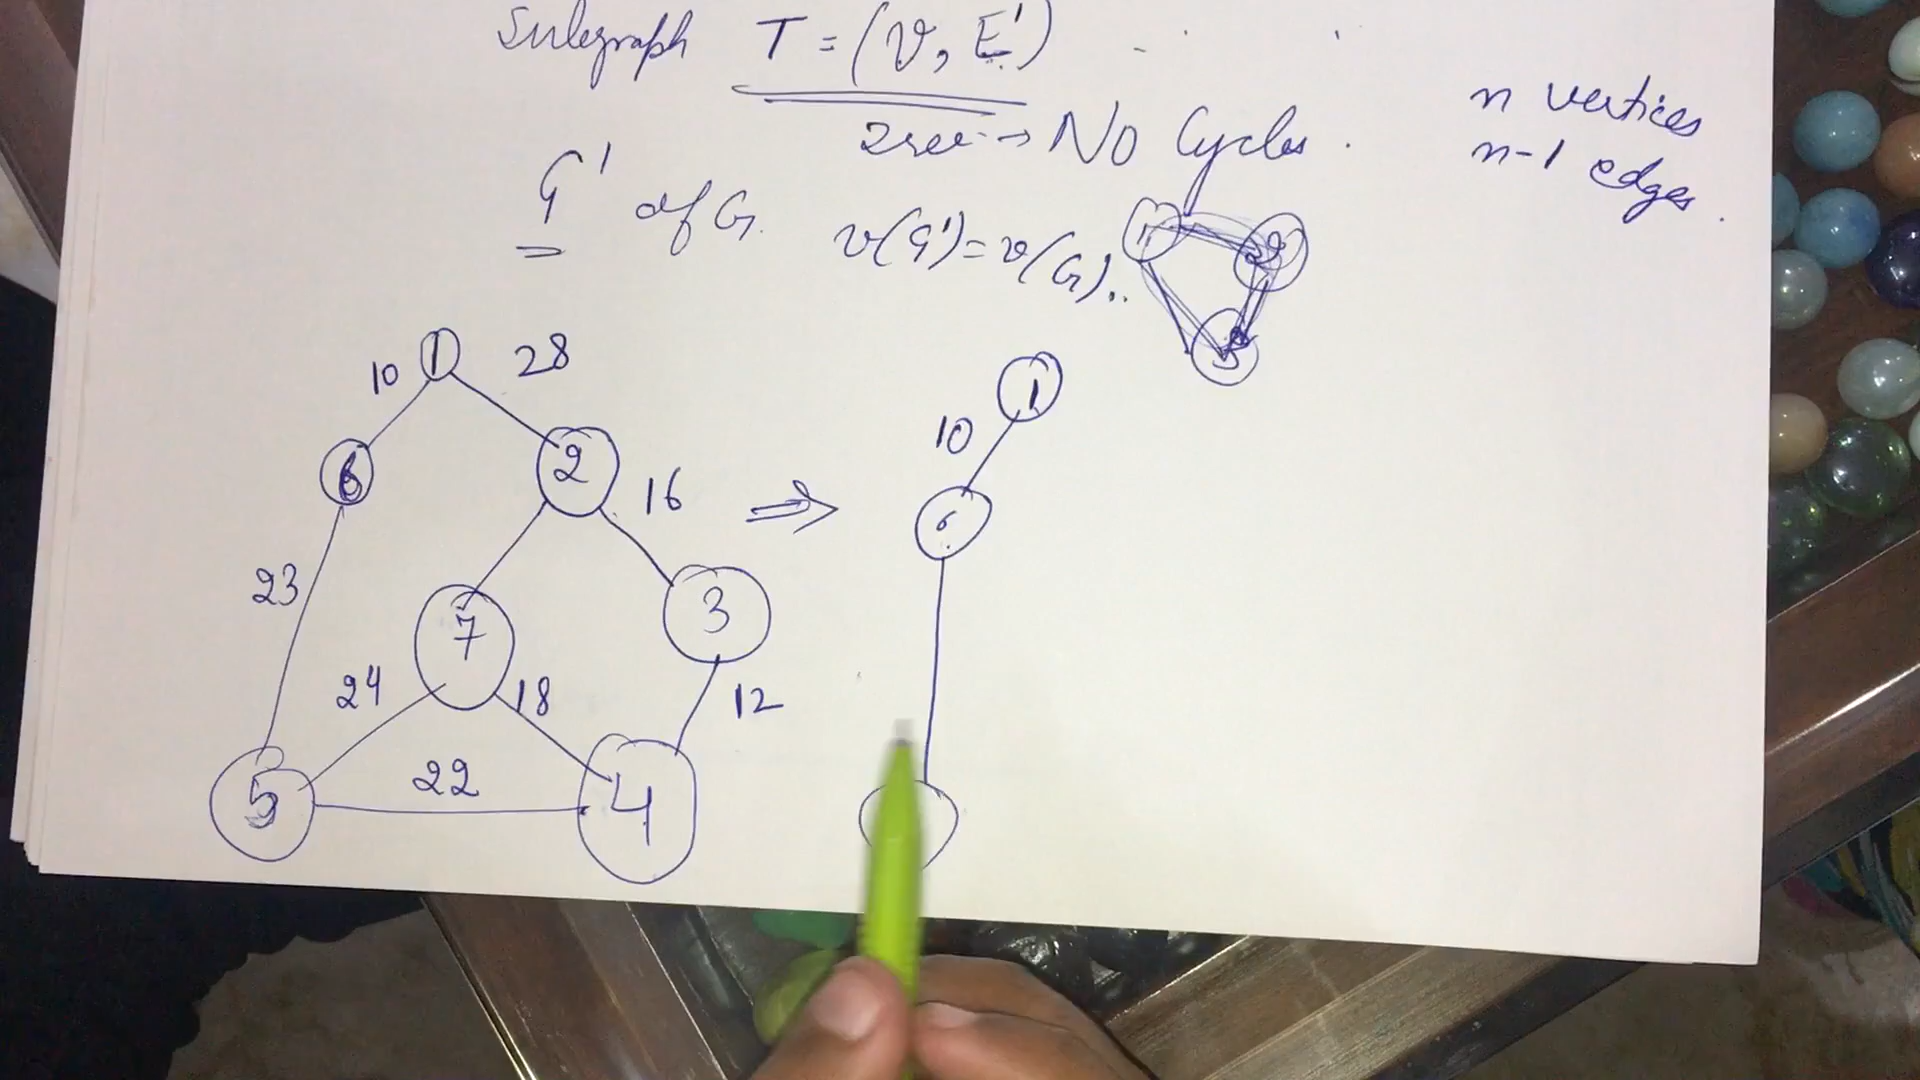 Subgraph T = (V, E')
n vertices
n-1 edges.
→ No Cycles.
G' of G. v(G') = v(G)..
1 2
3
10 1 28
1
10
6 2 16 ⇒
6
23 7 3
24 18 12
5 22 4